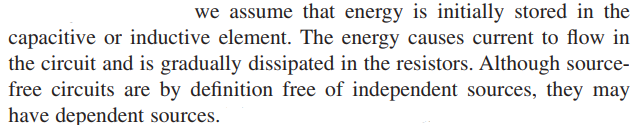 we assume that energy is initially stored in the
capacitive or inductive element. The energy causes current to flow in
the circuit and is gradually dissipated in the resistors. Although source-
free circuits are by definition free of independent sources, they may
have dependent sources.